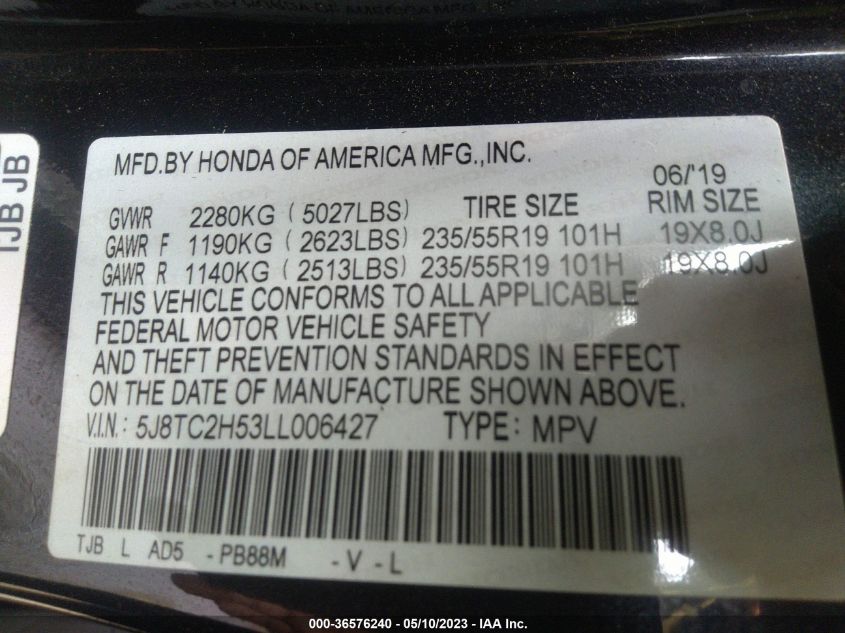 MFD.BY HONDA OF AMERICA MFG.,INC.
06/'19
GVWR 2280KG (5027LBS) TIRE SIZE RIM SIZE
GAWR F 1190KG (2623LBS) 235/55R19 101H 19X8.0J
GAWR R 1140KG (2513LBS) 235/55R19 101H 19X8.0J
THIS VEHICLE CONFORMS TO ALL APPLICABLE
FEDERAL MOTOR VEHICLE SAFETY
AND THEFT PREVENTION STANDARDS IN EFFECT
ON THE DATE OF MANUFACTURE SHOWN ABOVE.
V.I.N.: 5J8TC2H53LL006427 TYPE: MPV
TJB L AD5 -PB88M -V -L
TJB JB
000-36576240 - 05/10/2023 - IAA Inc.